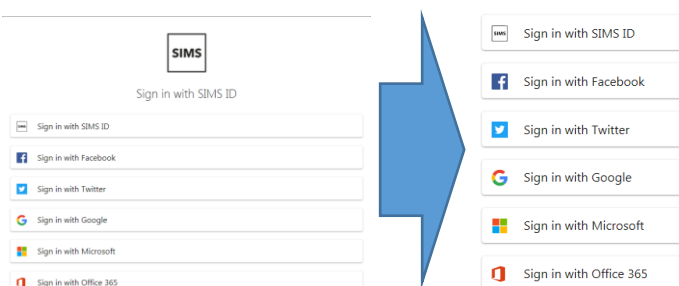 SIMS
Sign in with SIMS ID
SIMS Sign in with SIMS ID
Sign in with Facebook
Sign in with Twitter
Sign in with Google
Sign in with Microsoft
Sign in with Office 365
SIMS Sign in with SIMS ID
Sign in with Facebook
Sign in with Twitter
Sign in with Google
Sign in with Microsoft
Sign in with Office 365